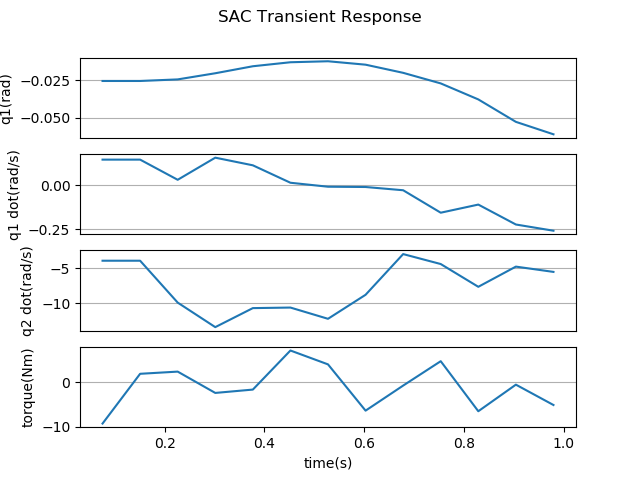 SAC Transient Response
q1(rad)
−0.025
−0.050
q1 dot(rad/s)
0.00
−0.25
q2 dot(rad/s)
−5
−10
torque(Nm)
0
−10
0.2 0.4 0.6 0.8 1.0
time(s)